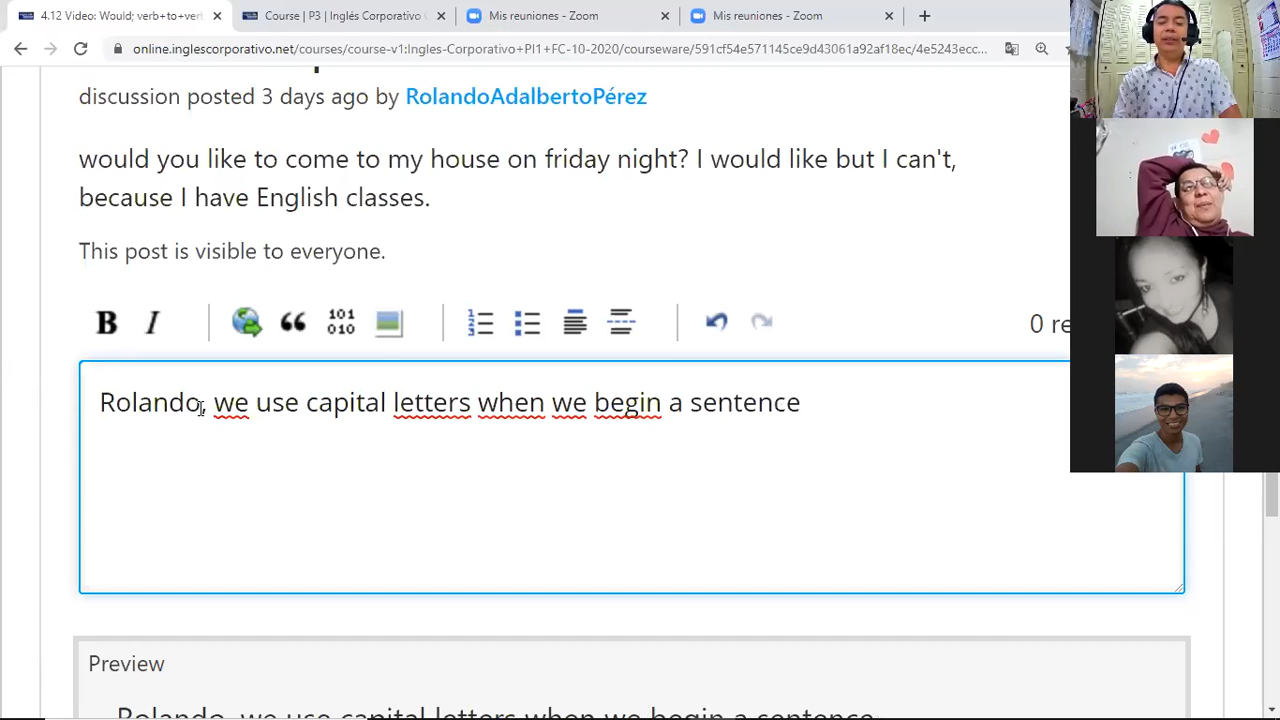 4.12 Video: Would; verb+to+verb
Course | P3 | Inglés Corporativo
Mis reuniones - Zoom
Mis reuniones - Zoom
online.inglescorporativo.net/courses/course-v1:Ingles-Corporativo+PI1+FC-10-2020/courseware/591cf54e571145ce9d43061a92af18ec/4e5243ecc...
discussion posted 3 days ago by RolandoAdalbertoPérez
would you like to come to my house on friday night? I would like but I can't,
because I have English classes.
This post is visible to everyone.
B I
101
010
0 re
Rolando, we use capital letters when we begin a sentence
Preview
Rolando, we use capital letters when we begin a sentence